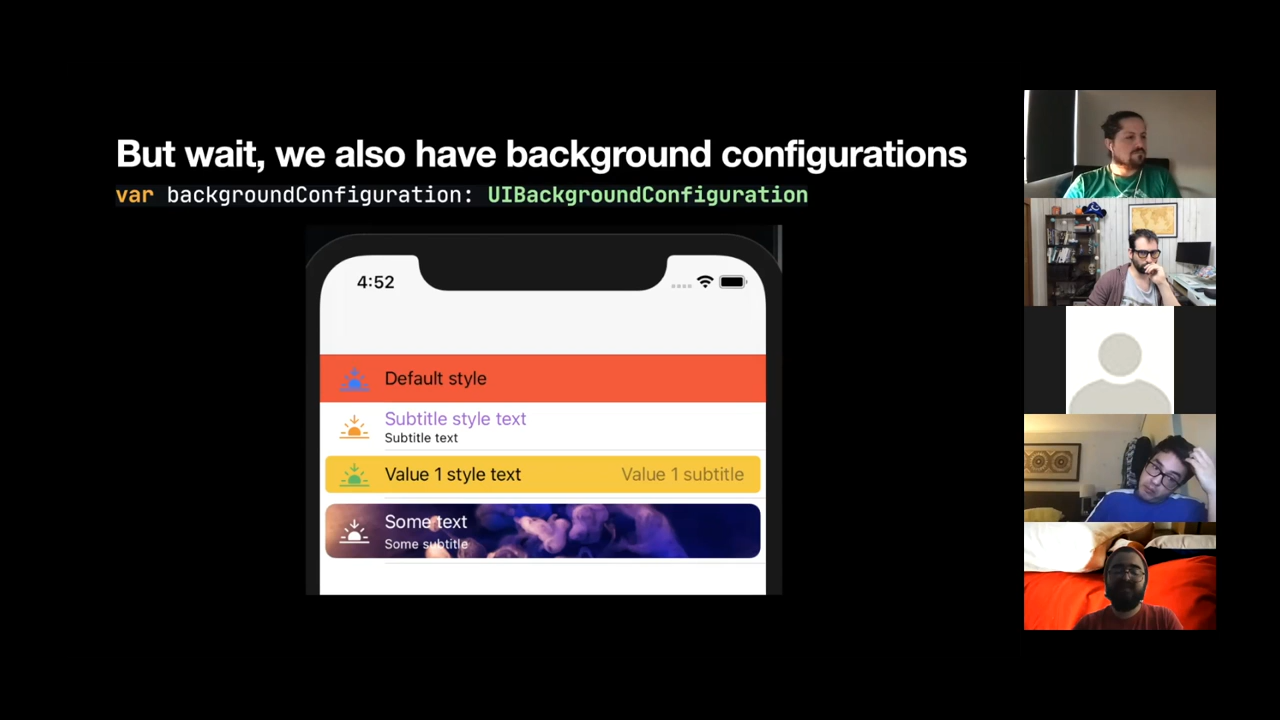 But wait, we also have background configurations
var backgroundConfiguration: UIBackgroundConfiguration
4:52
Default style
Subtitle style text
Subtitle text
Value 1 style text Value 1 subtitle
Some text
Some subtitle